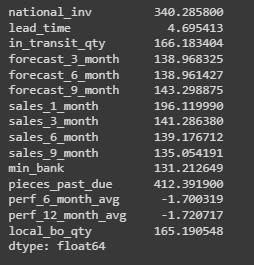 national_inv 340.285800
lead_time 4.695413
in_transit_qty 166.183404
forecast_3_month 138.968325
forecast_6_month 138.961427
forecast_9_month 143.298875
sales_1_month 196.119990
sales_3_month 141.286380
sales_6_month 139.176712
sales_9_month 135.054191
min_bank 131.212649
pieces_past_due 412.391900
perf_6_month_avg -1.700319
perf_12_month_avg -1.720717
local_bo_qty 165.190548
dtype: float64